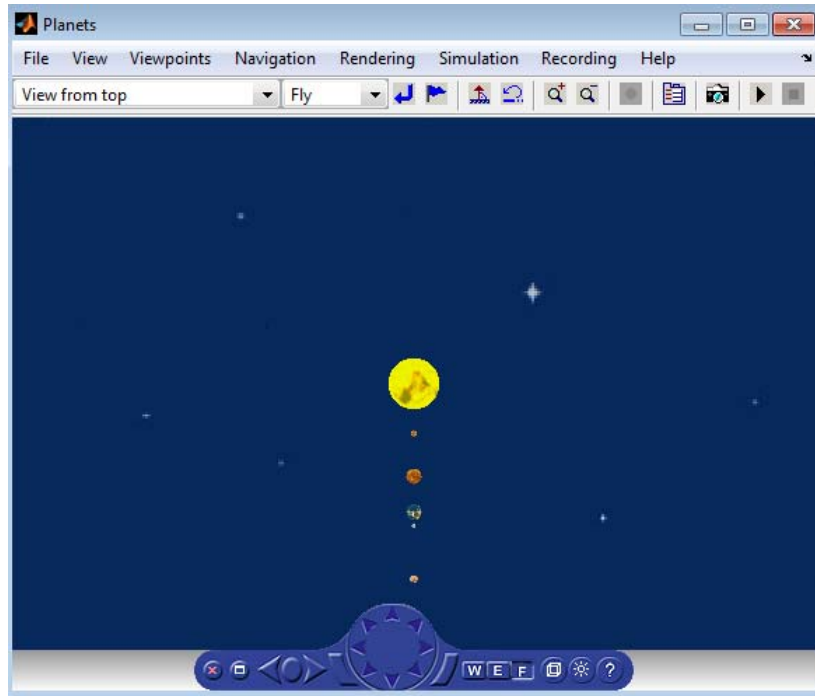 Planets
File View Viewpoints Navigation Rendering Simulation Recording Help
View from top Fly
W E F ?